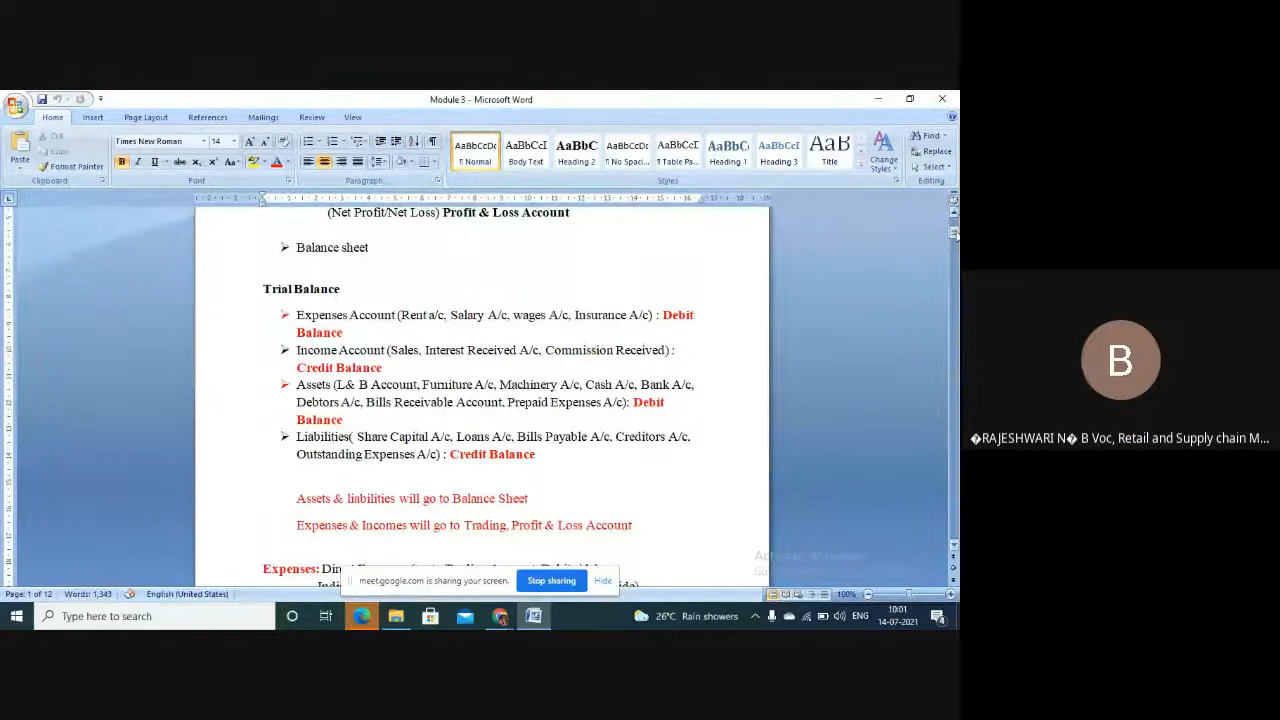 Module 3 - Microsoft Word
Home Insert Page Layout References Mailings Review View
Paste
Cut
Copy
Format Painter
Clipboard
Times New Roman 14
Font
Paragraph
AaBbCcDc AaBbCcI AaBbC AaBbCcDc AaBbCcDc AaBbC AaBbCcI AaB
¶ Normal Body Text Heading 2 ¶ No Spaci... ¶ Table Pa... Heading 1 Heading 3 Title
Change Styles
Styles
Find
Replace
Select
Editing
(Net Profit/Net Loss) Profit & Loss Account
➢ Balance sheet
Trial Balance
➢ Expenses Account (Rent a/c, Salary A/c, wages A/c, Insurance A/c) : Debit
Balance
➢ Income Account (Sales, Interest Received A/c, Commission Received) :
Credit Balance
➢ Assets (L& B Account, Furniture A/c, Machinery A/c, Cash A/c, Bank A/c,
Debtors A/c, Bills Receivable Account, Prepaid Expenses A/c): Debit
Balance
➢ Liabilities( Share Capital A/c, Loans A/c, Bills Payable A/c, Creditors A/c,
Outstanding Expenses A/c) : Credit Balance
Assets & liabilities will go to Balance Sheet
Expenses & Incomes will go to Trading, Profit & Loss Account
Expenses:
meet.google.com is sharing your screen. Stop sharing Hide
Page: 1 of 12 Words: 1,343 English (United States) 100%
Type here to search
26°C Rain showers ENG 10:01
14-07-2021
4
B
RAJESHWARI N B Voc, Retail and Supply chain M...